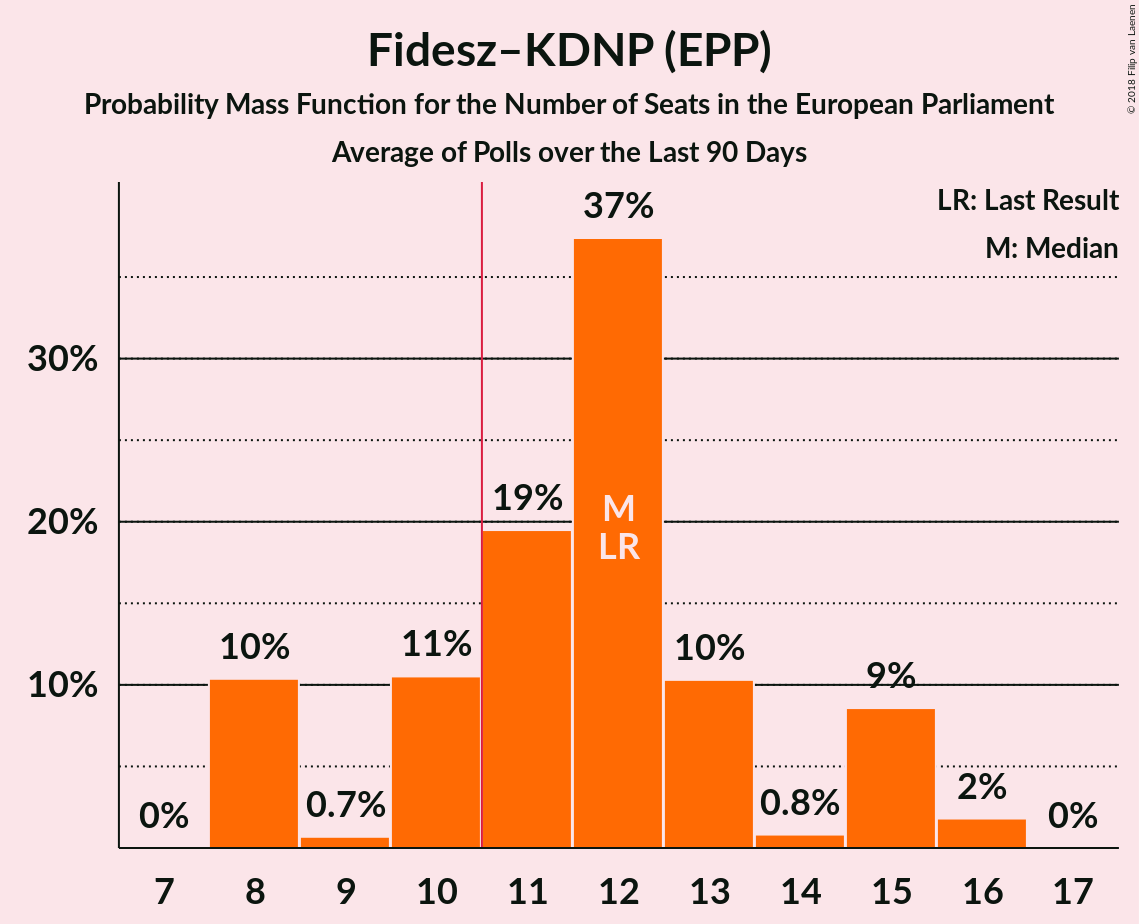 Fidesz–KDNP (EPP)
Probability Mass Function for the Number of Seats in the European Parliament
Average of Polls over the Last 90 Days
© 2018 Filip van Laenen
LR: Last Result
M: Median
37%
30%
19%
20%
M
LR
10%
11%
10%
9%
10%
0%
0.7%
0.8%
2%
0%
7 8 9 10 11 12 13 14 15 16 17